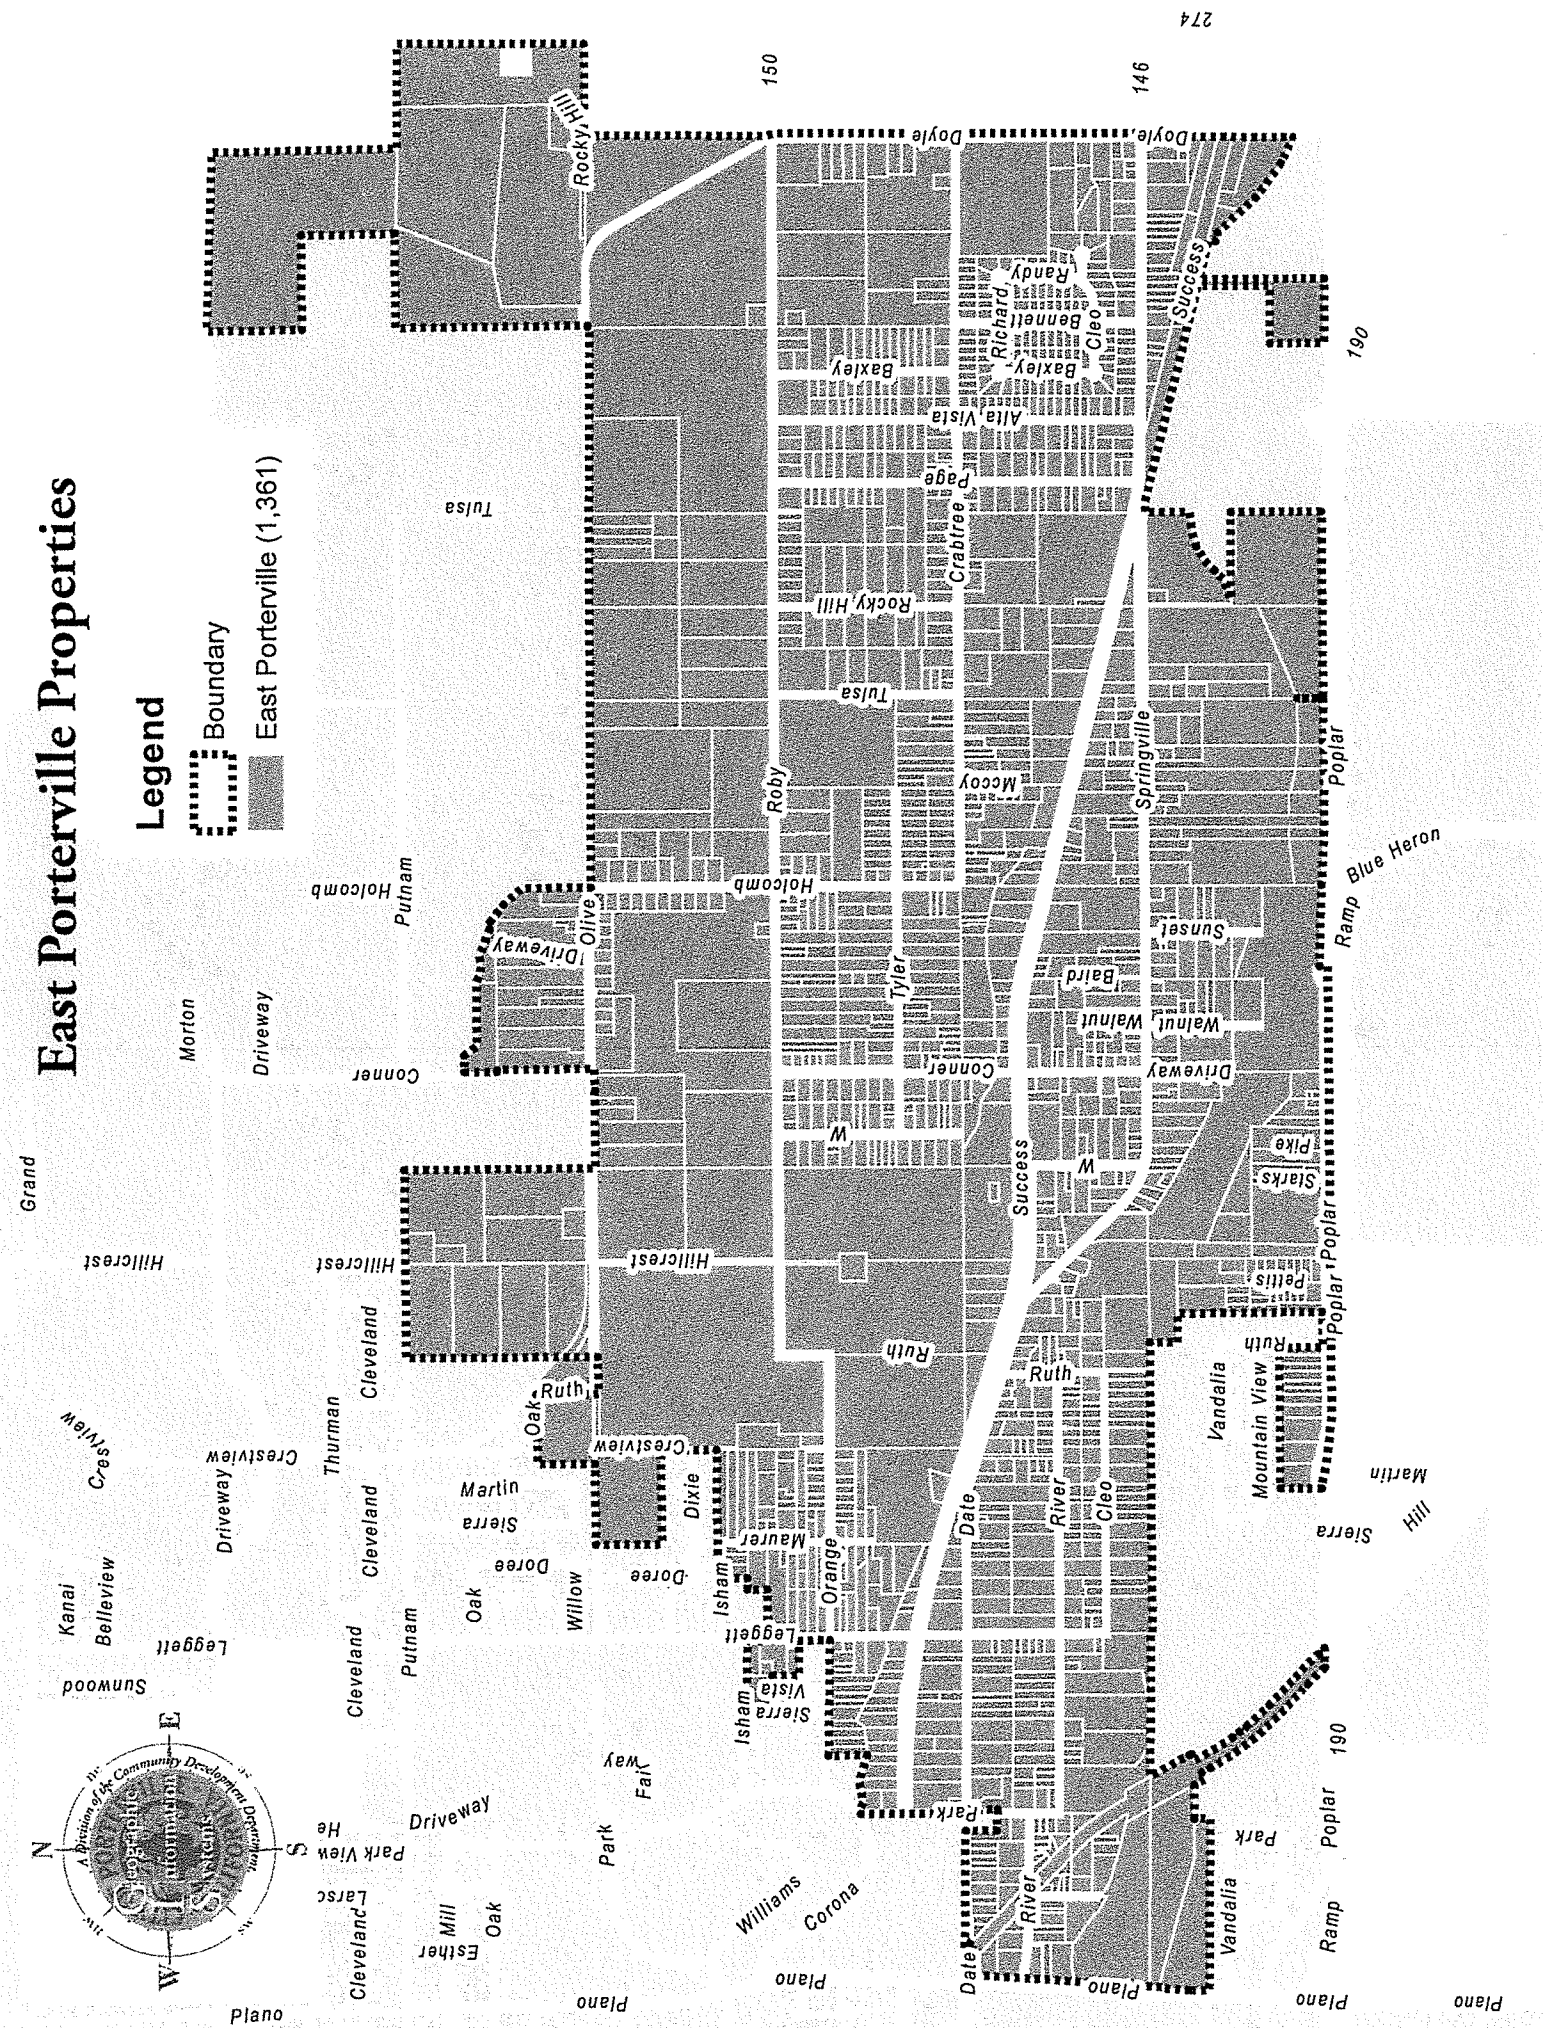 East Porterville Properties
Legend
Boundary
East Porterville (1,361)
N
E
S
W
A Division of the Community Development Department
Geographic
Information
Systems
Grand
Morton
Driveway
Hillcrest
Hillcrest
Conner
Holcomb
Putnam
Tulsa
Crestview
Crestview
Driveway
Thurman
Cleveland
Kanai
Belleview
Leggett
Sunwood
Cleveland
Cleveland
Putnam
Martin
Sierra
Doree
Oak
Willow
Doree
Dixie
Isham
Isham
Sierra
Vista
Leggett
Maurer
Orange
Fairway
Park
Driveway
Park View
He
Larsc
Cleveland
Mill
Oak
Esther
Plano
Plano
Plano
Williams
Corona
Oak
Ruth
Crestview
Hillcrest
Olive
Driveway
Holcomb
Rocky Hill
150
146
274
190
Doyle
Doyle
Roby
Baxley
Alta Vista
Page
Crabtree
Richard
Randy
Bennett
Baxley
Cleo
Success
Rocky Hill
Tulsa
Mccoy
Springville
Tyler
Conner
W
Baird
Walnut
Walnut
Sunset
Driveway
Success
W
Ruth
Ruth
Date
River
Cleo
Park
River
Date
Plano
Pike
Starks
Pettis
Poplar
Poplar
Poplar
Ruth
Vandalia
Mountain View
Martin
Sierra
Hill
Ramp
Blue Heron
190
Poplar
Park
Vandalia
Ramp
Plano
Plano